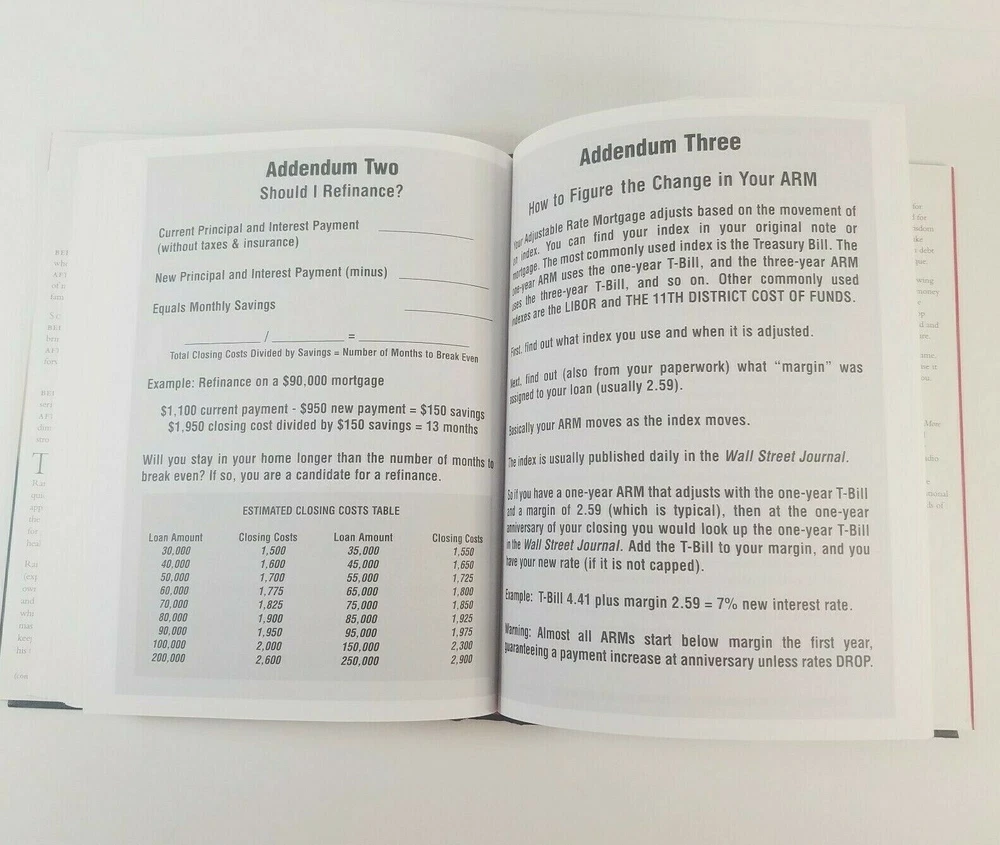 Addendum Two
Should I Refinance?
Current Principal and Interest Payment
(without taxes & insurance)
New Principal and Interest Payment (minus)
Equals Monthly Savings
/ =
Total Closing Costs Divided by Savings = Number of Months to Break Even
Example: Refinance on a $90,000 mortgage
$1,100 current payment - $950 new payment = $150 savings
$1,950 closing cost divided by $150 savings = 13 months
Will you stay in your home longer than the number of months to
break even? If so, you are a candidate for a refinance.
ESTIMATED CLOSING COSTS TABLE
Loan Amount Closing Costs Loan Amount Closing Costs
30,000 1,500 35,000 1,550
40,000 1,600 45,000 1,650
50,000 1,700 55,000 1,725
60,000 1,775 65,000 1,800
70,000 1,825 75,000 1,850
80,000 1,900 85,000 1,925
90,000 1,950 95,000 1,975
100,000 2,000 150,000 2,300
200,000 2,600 250,000 2,900
Addendum Three
How to Figure the Change in Your ARM
Your Adjustable Rate Mortgage adjusts based on the movement of
an index. You can find your index in your original note or
mortgage. The most commonly used index is the Treasury Bill. The
one-year ARM uses the one-year T-Bill, and the three-year ARM
uses the three-year T-Bill, and so on. Other commonly used
indexes are the LIBOR and THE 11TH DISTRICT COST OF FUNDS.
First, find out what index you use and when it is adjusted.
Next, find out (also from your paperwork) what "margin" was
assigned to your loan (usually 2.59).
Basically your ARM moves as the index moves.
The index is usually published daily in the Wall Street Journal.
So if you have a one-year ARM that adjusts with the one-year T-Bill
and a margin of 2.59 (which is typical), then at the one-year
anniversary of your closing you would look up the one-year T-Bill
in the Wall Street Journal. Add the T-Bill to your margin, and you
have your new rate (if it is not capped).
Example: T-Bill 4.41 plus margin 2.59 = 7% new interest rate.
Warning: Almost all ARMs start below margin the first year,
guaranteeing a payment increase at anniversary unless rates DROP.